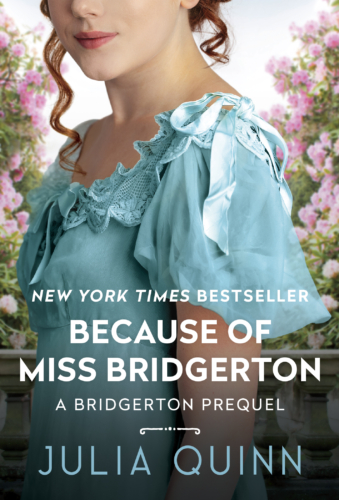 NEW YORK TIMES BESTSELLER
BECAUSE OF
MISS BRIDGERTON
A BRIDGERTON PREQUEL
JULIA QUINN